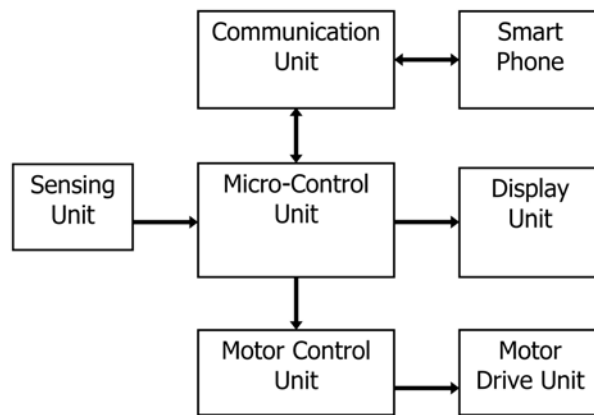 Communication
Unit
Smart
Phone
Sensing
Unit
Micro-Control
Unit
Display
Unit
Motor Control
Unit
Motor
Drive Unit